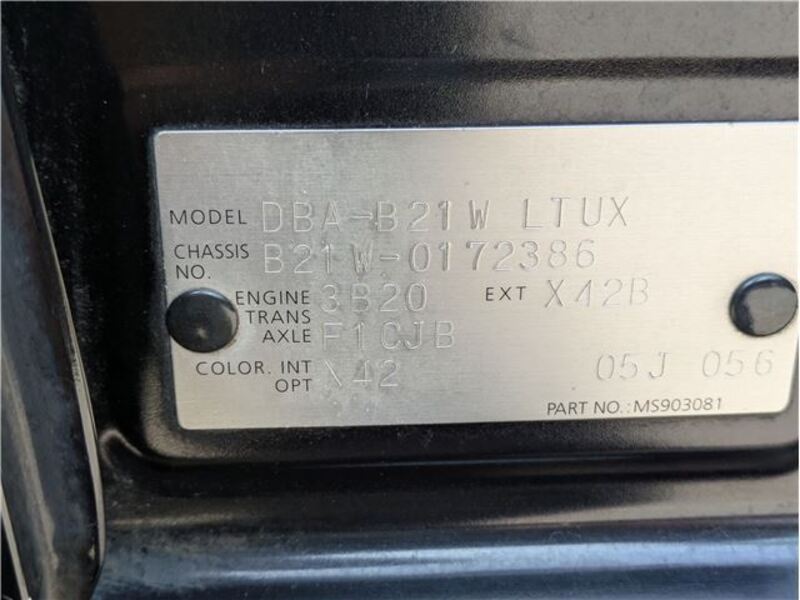 MODEL DBA-B21W LTUX
CHASSIS NO. B21W-0172386
ENGINE 3B20 EXT X42B
TRANS AXLE F1CJB
COLOR. INT OPT X42
05J 056
PART NO.: MS903081